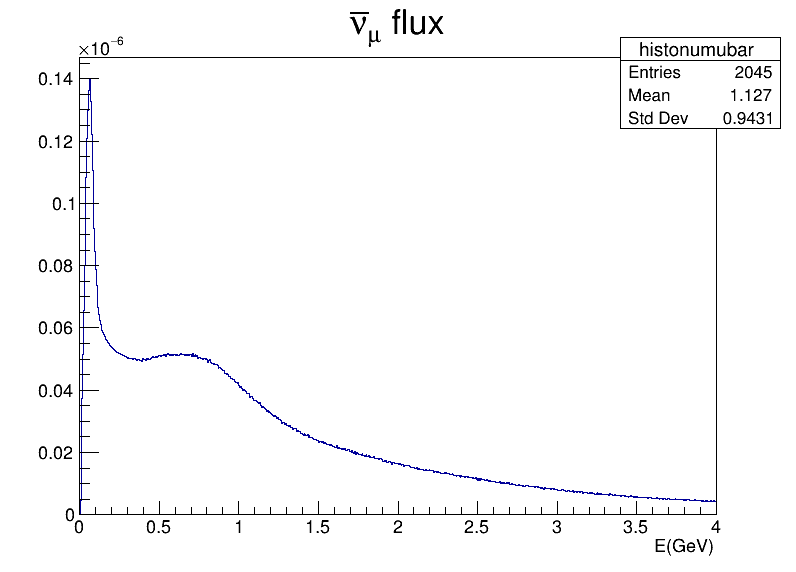 ν̅μ flux
×10−6
histonumubar
Entries 2045
Mean 1.127
Std Dev 0.9431
0.14
0.12
0.1
0.08
0.06
0.04
0.02
0
0 0.5 1 1.5 2 2.5 3 3.5 4
E(GeV)